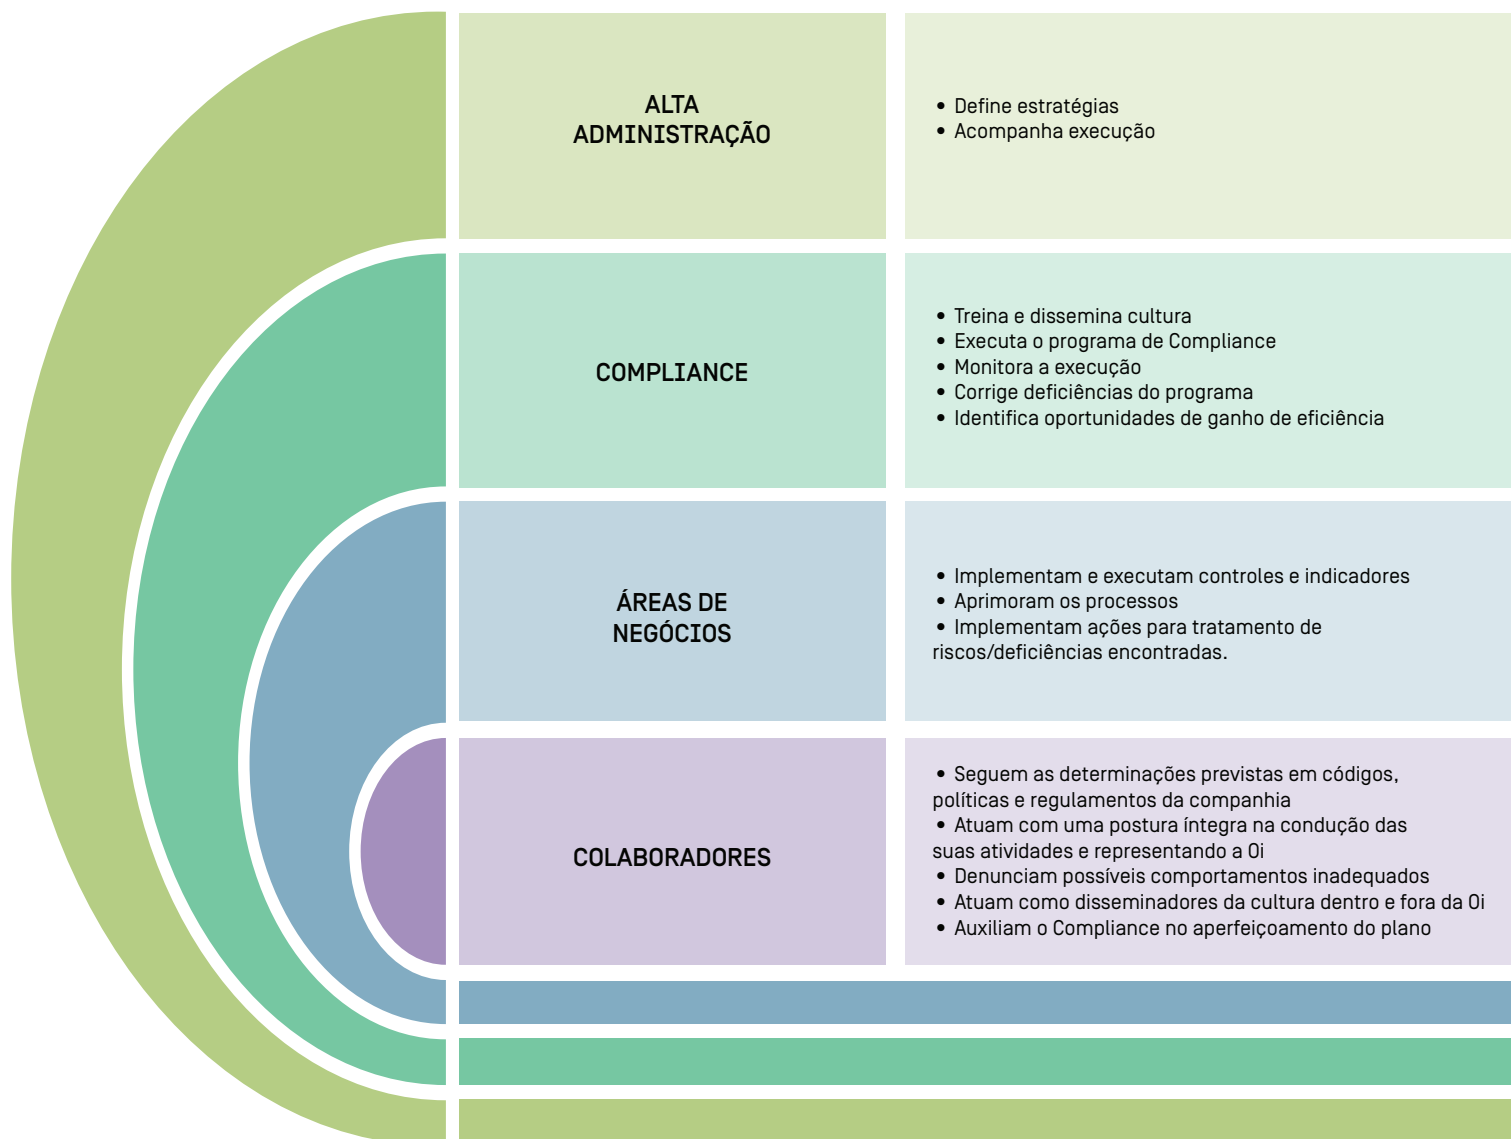 ALTA
ADMINISTRAÇÃO
• Define estratégias
• Acompanha execução
COMPLIANCE
• Treina e dissemina cultura
• Executa o programa de Compliance
• Monitora a execução
• Corrige deficiências do programa
• Identifica oportunidades de ganho de eficiência
ÁREAS DE
NEGÓCIOS
• Implementam e executam controles e indicadores
• Aprimoram os processos
• Implementam ações para tratamento de
riscos/deficiências encontradas.
COLABORADORES
• Seguem as determinações previstas em códigos,
políticas e regulamentos da companhia
• Atuam com uma postura íntegra na condução das
suas atividades e representando a Oi
• Denunciam possíveis comportamentos inadequados
• Atuam como disseminadores da cultura dentro e fora da Oi
• Auxiliam o Compliance no aperfeiçoamento do plano